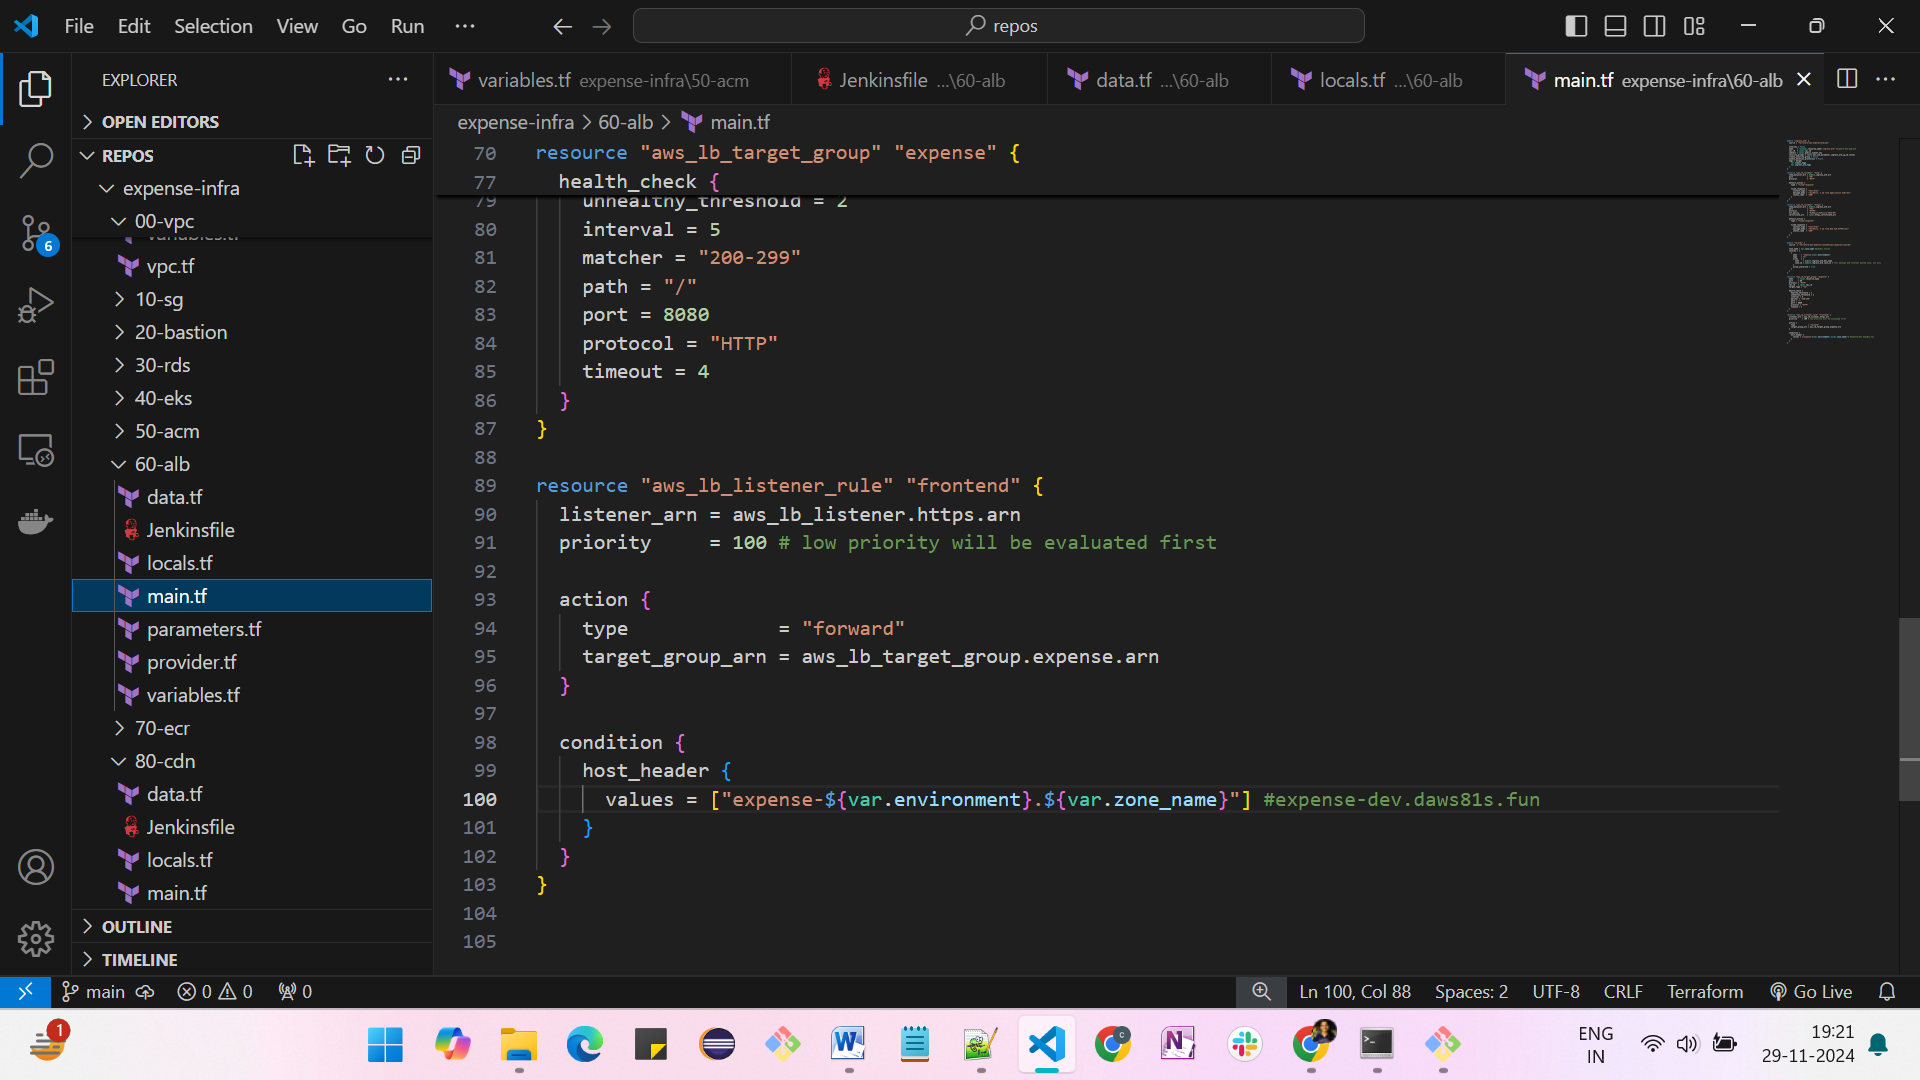 File Edit Selection View Go Run ··· repos
EXPLORER
OPEN EDITORS
REPOS
expense-infra
00-vpc
variables.tf
vpc.tf
10-sg
20-bastion
30-rds
40-eks
50-acm
60-alb
data.tf
Jenkinsfile
locals.tf
main.tf
parameters.tf
provider.tf
variables.tf
70-ecr
80-cdn
data.tf
Jenkinsfile
locals.tf
main.tf
OUTLINE
TIMELINE
6
variables.tf expense-infra\50-acm Jenkinsfile ...\60-alb data.tf ...\60-alb locals.tf ...\60-alb main.tf expense-infra\60-alb
expense-infra > 60-alb > main.tf
70 resource "aws_lb_target_group" "expense" {
77 health_check {
79 unhealthy_threshold = 2
80 interval = 5
81 matcher = "200-299"
82 path = "/"
83 port = 8080
84 protocol = "HTTP"
85 timeout = 4
86 }
87 }
88
89 resource "aws_lb_listener_rule" "frontend" {
90 listener_arn = aws_lb_listener.https.arn
91 priority     = 100 # low priority will be evaluated first
92
93 action {
94 type             = "forward"
95 target_group_arn = aws_lb_target_group.expense.arn
96 }
97
98 condition {
99 host_header {
100 values = ["expense-${var.environment}.${var.zone_name}"] #expense-dev.daws81s.fun
101 }
102 }
103 }
104
105
main 0 0 0 Ln 100, Col 88 Spaces: 2 UTF-8 CRLF Terraform Go Live
1
ENG
IN
19:21
29-11-2024